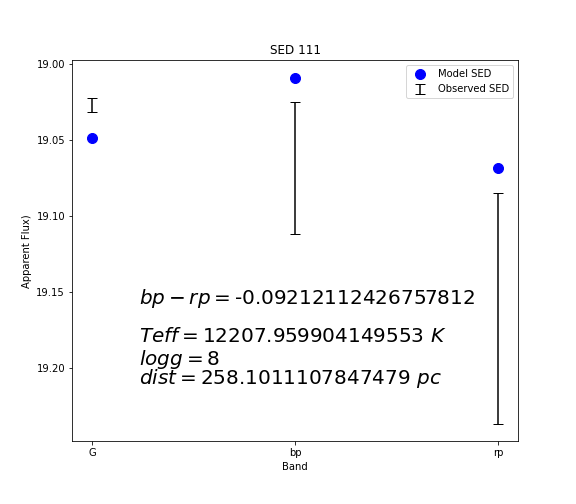 SED 111
Model SED
Observed SED
19.00
19.05
19.10
19.15
19.20
Apparent Flux)
bp − rp = -0.09212112426757812
Teff = 12207.959904149553 K
logg = 8
dist = 258.1011107847479 pc
G bp rp
Band